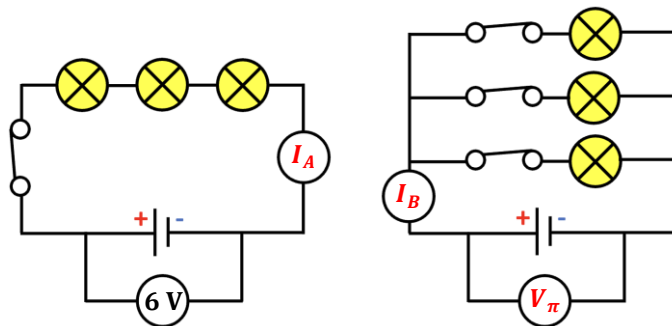 I_A
+ -
6 V
I_B
+ -
V_π